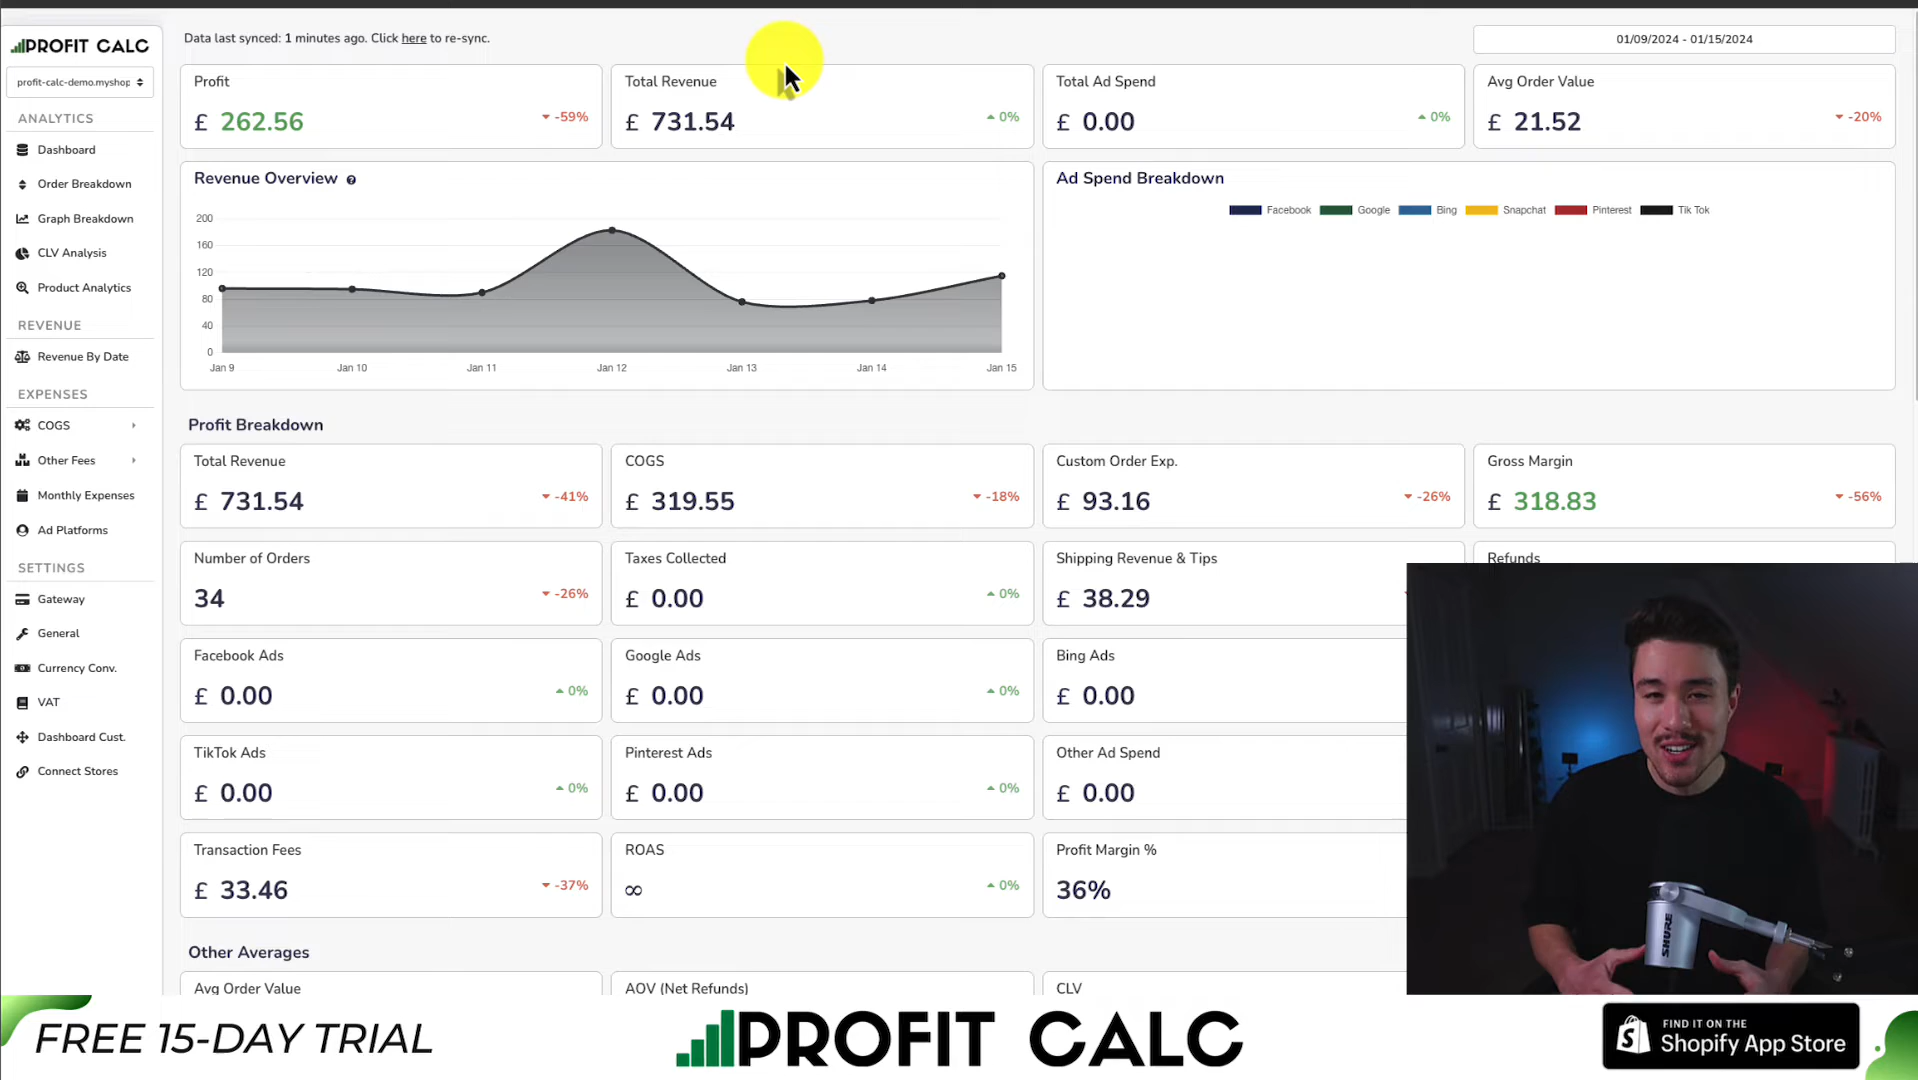 PROFIT CALC
Data last synced: 1 minutes ago. Click here to re-sync.
01/09/2024 - 01/15/2024
profit-calc-demo.myshop
ANALYTICS
Dashboard
Order Breakdown
Graph Breakdown
CLV Analysis
Product Analytics
REVENUE
Revenue By Date
EXPENSES
COGS
Other Fees
Monthly Expenses
Ad Platforms
SETTINGS
Gateway
General
Currency Conv.
VAT
Dashboard Cust.
Connect Stores
Profit
£ 262.56 -59%
Total Revenue
£ 731.54 0%
Total Ad Spend
£ 0.00 0%
Avg Order Value
£ 21.52 -20%
Revenue Overview ?
200
160
120
80
40
0
Jan 9 Jan 10 Jan 11 Jan 12 Jan 13 Jan 14 Jan 15
Ad Spend Breakdown
Facebook Google Bing Snapchat Pinterest Tik Tok
Profit Breakdown
Total Revenue
£ 731.54 -41%
COGS
£ 319.55 -18%
Custom Order Exp.
£ 93.16 -26%
Gross Margin
£ 318.83 -56%
Number of Orders
34 -26%
Taxes Collected
£ 0.00 0%
Shipping Revenue & Tips
£ 38.29
Refunds
Facebook Ads
£ 0.00 0%
Google Ads
£ 0.00 0%
Bing Ads
£ 0.00
TikTok Ads
£ 0.00 0%
Pinterest Ads
£ 0.00 0%
Other Ad Spend
£ 0.00
Transaction Fees
£ 33.46 -37%
ROAS
∞ 0%
Profit Margin %
36%
Other Averages
Avg Order Value
AOV (Net Refunds)
CLV
SHURE
FREE 15-DAY TRIAL
PROFIT CALC
FIND IT ON THE
Shopify App Store